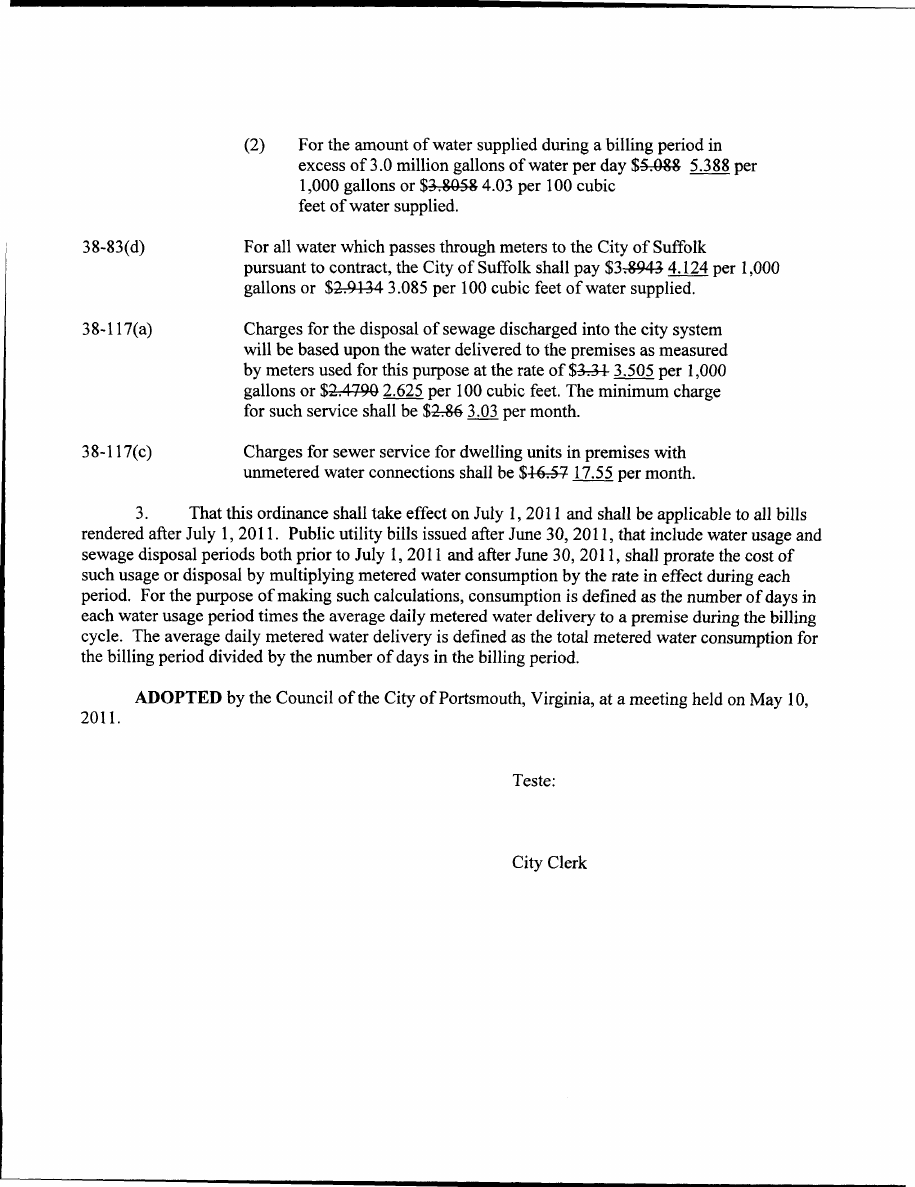 (2) For the amount of water supplied during a billing period in
excess of 3.0 million gallons of water per day $5.088 5.388 per
1,000 gallons or $3.8058 4.03 per 100 cubic
feet of water supplied.
38-83(d) For all water which passes through meters to the City of Suffolk
pursuant to contract, the City of Suffolk shall pay $3.8943 4.124 per 1,000
gallons or $2.9134 3.085 per 100 cubic feet of water supplied.
38-117(a) Charges for the disposal of sewage discharged into the city system
will be based upon the water delivered to the premises as measured
by meters used for this purpose at the rate of $3.31 3.505 per 1,000
gallons or $2.4790 2.625 per 100 cubic feet. The minimum charge
for such service shall be $2.86 3.03 per month.
38-117(c) Charges for sewer service for dwelling units in premises with
unmetered water connections shall be $16.57 17.55 per month.
3. That this ordinance shall take effect on July 1, 2011 and shall be applicable to all bills
rendered after July 1, 2011. Public utility bills issued after June 30, 2011, that include water usage and
sewage disposal periods both prior to July 1, 2011 and after June 30, 2011, shall prorate the cost of
such usage or disposal by multiplying metered water consumption by the rate in effect during each
period. For the purpose of making such calculations, consumption is defined as the number of days in
each water usage period times the average daily metered water delivery to a premise during the billing
cycle. The average daily metered water delivery is defined as the total metered water consumption for
the billing period divided by the number of days in the billing period.
ADOPTED by the Council of the City of Portsmouth, Virginia, at a meeting held on May 10,
2011.
Teste:
City Clerk